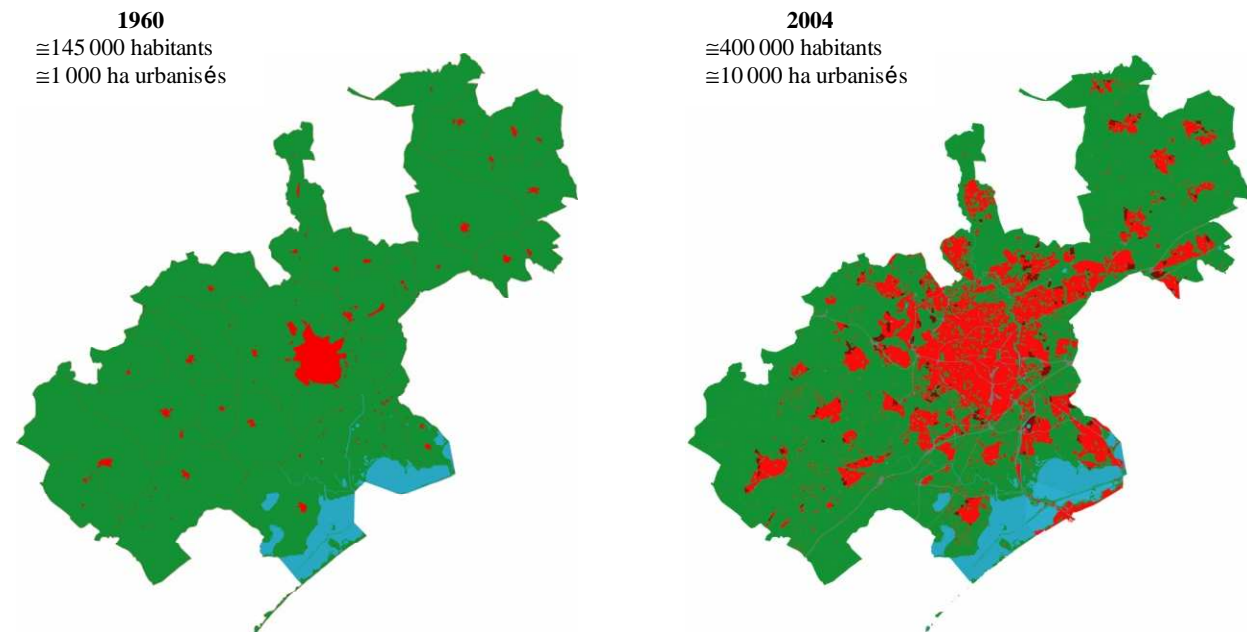 1960
≅145 000 habitants
≅1 000 ha urbanisés
2004
≅400 000 habitants
≅10 000 ha urbanisés